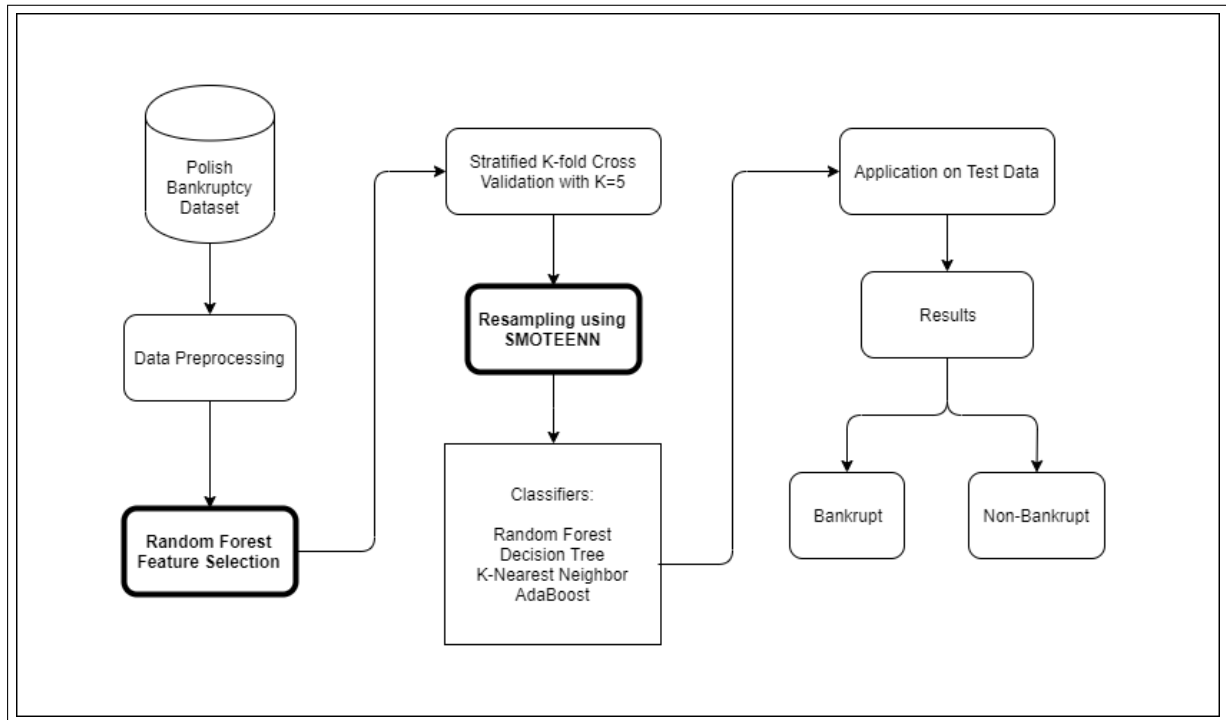 Polish
Bankruptcy
Dataset
Data Preprocessing
Random Forest
Feature Selection
Stratified K-fold Cross
Validation with K=5
Resampling using
SMOTEENN
Classifiers:
Random Forest
Decision Tree
K-Nearest Neighbor
AdaBoost
Application on Test Data
Results
Bankrupt
Non-Bankrupt